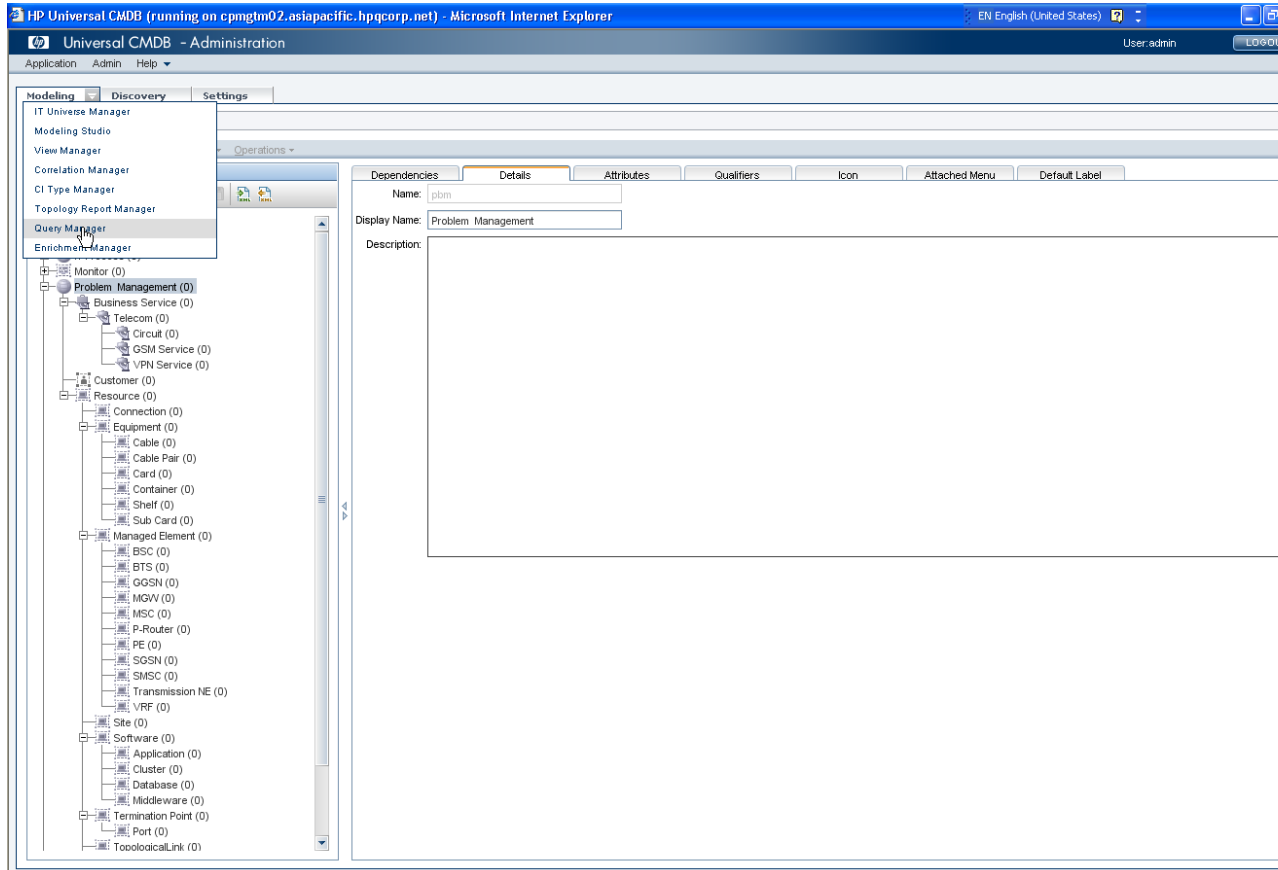 HP Universal CMDB (running on cpmgtm02.asiapacific.hpqcorp.net) - Microsoft Internet Explorer
EN English (United States)
Universal CMDB - Administration
User:admin
LOGOU
Application Admin Help
Modeling Discovery Settings
IT Universe Manager
Modeling Studio
View Manager
Operations
Correlation Manager
CI Type Manager
Topology Report Manager
Query Manager
Enrichment Manager
Dependencies Details Attributes Qualifiers Icon Attached Menu Default Label
Name: pbm
Display Name: Problem Management
Description:
Monitor (0)
Problem Management (0)
Business Service (0)
Telecom (0)
Circuit (0)
GSM Service (0)
VPN Service (0)
Customer (0)
Resource (0)
Connection (0)
Equipment (0)
Cable (0)
Cable Pair (0)
Card (0)
Container (0)
Shelf (0)
Sub Card (0)
Managed Element (0)
BSC (0)
BTS (0)
GGSN (0)
MGW (0)
MSC (0)
P-Router (0)
PE (0)
SGSN (0)
SMSC (0)
Transmission NE (0)
VRF (0)
Site (0)
Software (0)
Application (0)
Cluster (0)
Database (0)
Middleware (0)
Termination Point (0)
Port (0)
TopologicalLink (0)